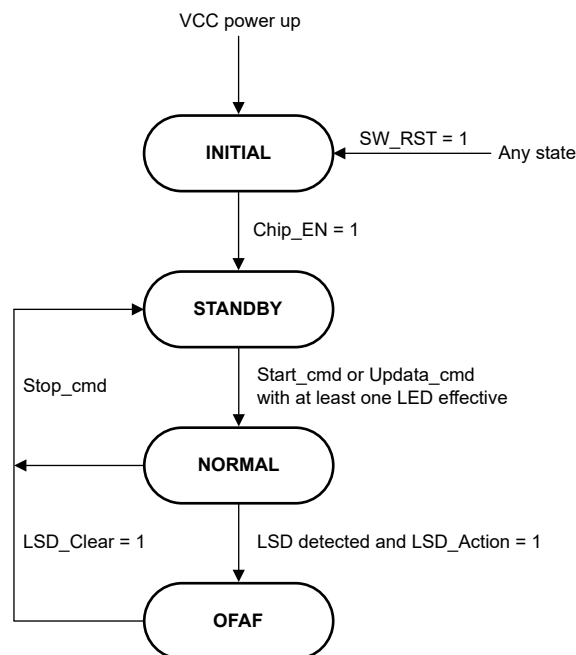 VCC power up
INITIAL
SW_RST = 1
Any state
Chip_EN = 1
STANDBY
Stop_cmd
Start_cmd or Updata_cmd
with at least one LED effective
NORMAL
LSD_Clear = 1
LSD detected and LSD_Action = 1
OFAF